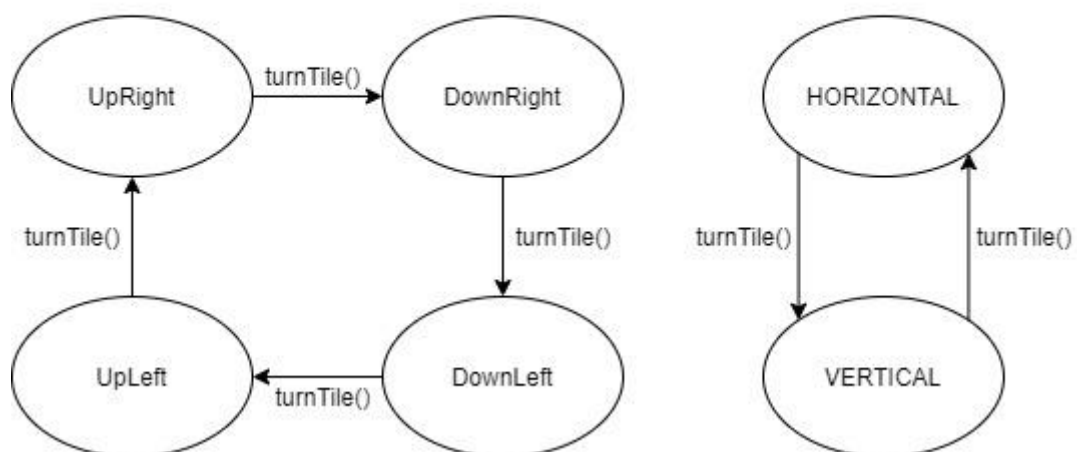 UpRight
turnTile()
DownRight
HORIZONTAL
turnTile()
turnTile()
turnTile()
turnTile()
UpLeft
turnTile()
DownLeft
VERTICAL